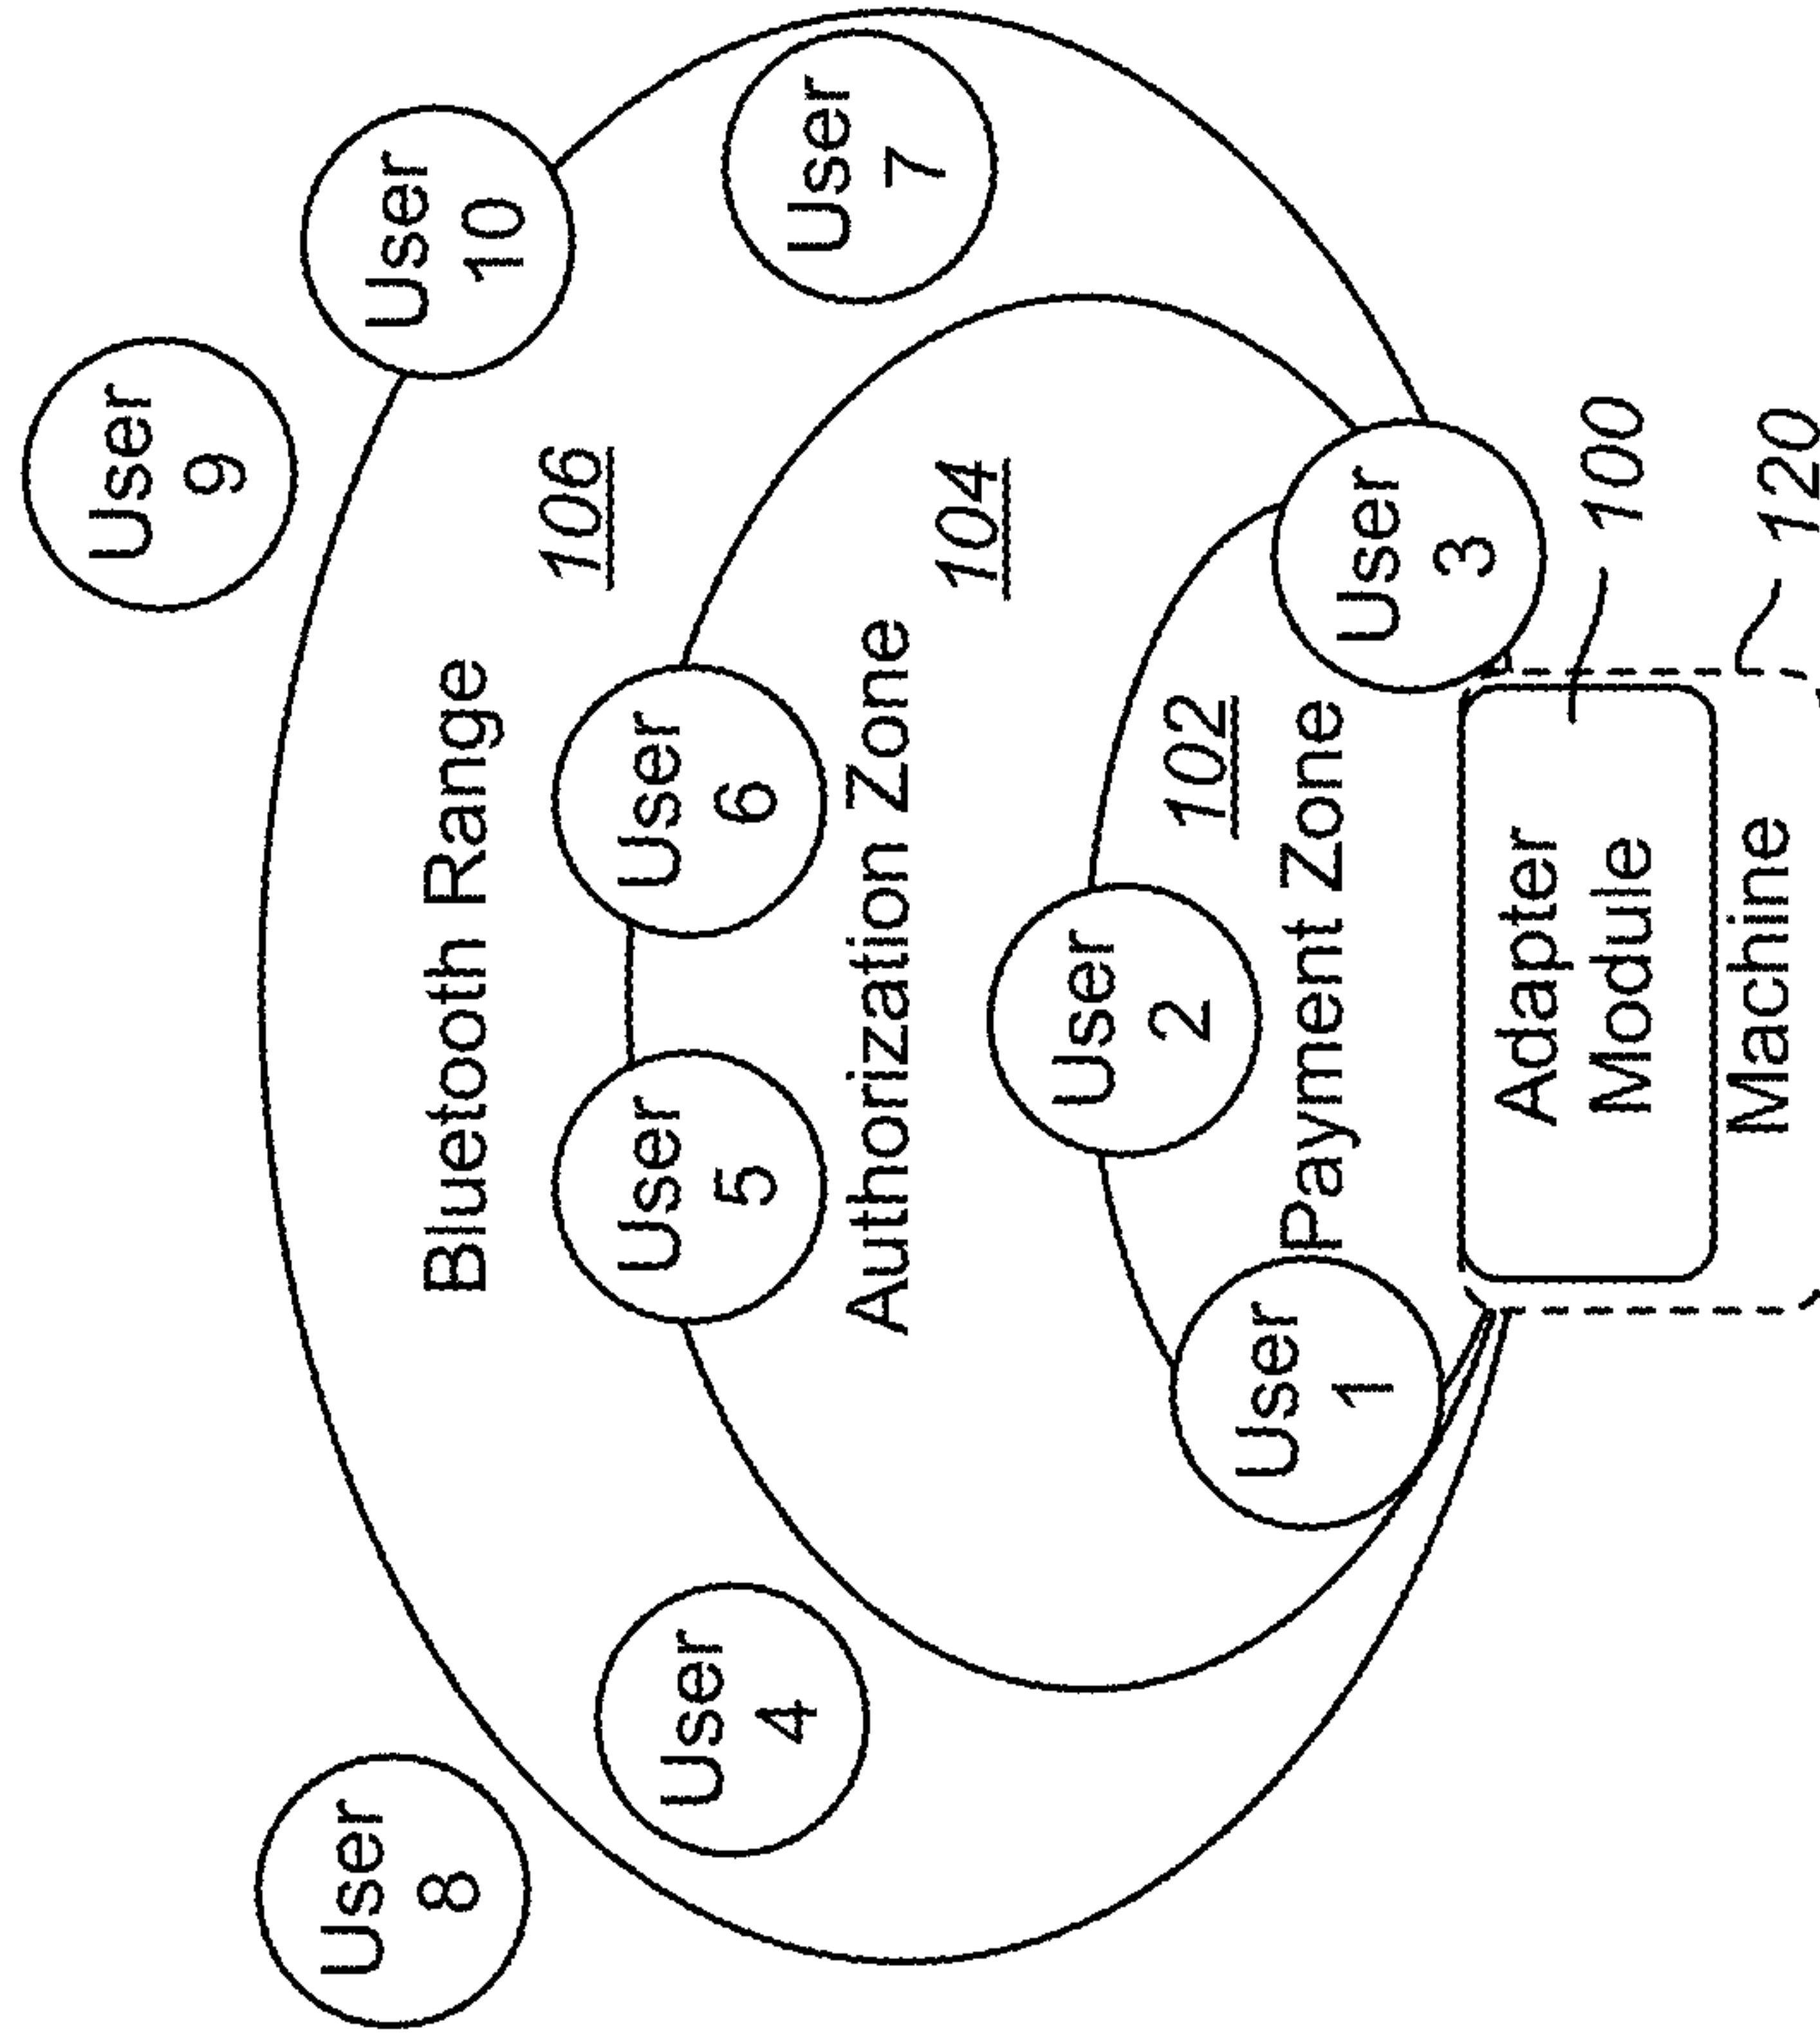 User
9
User
10
User
8
Bluetooth Range
106
User
7
User
4
User
5
User
6
Authorization Zone
104
User
2
102
User
1
Payment Zone
User
3
Adapter
Module
100
Machine
120